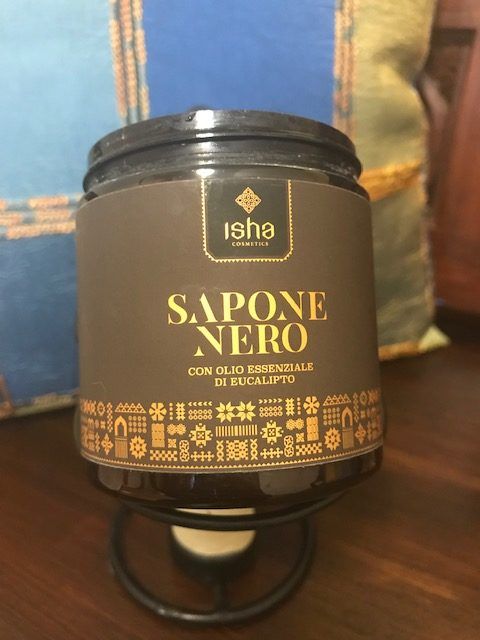 isha
COSMETICS
SAPONE
NERO
CON OLIO ESSENZIALE
DI EUCALIPTO